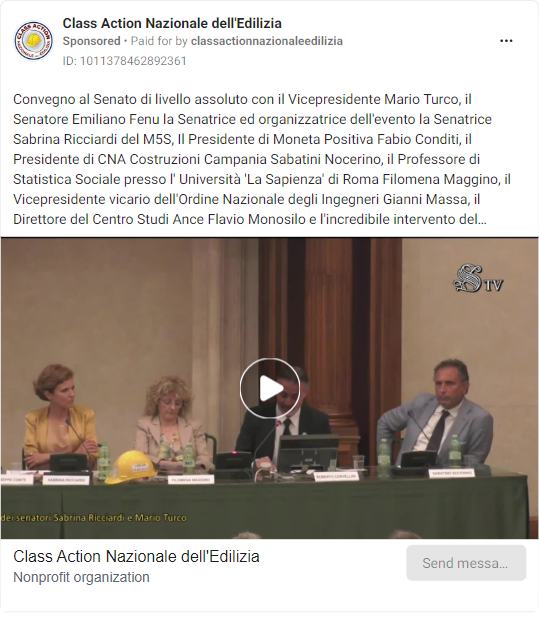 Class Action Nazionale dell'Edilizia
Sponsored • Paid for by classactionnazionaleedilizia
ID: 1011378462892361
Convegno al Senato di livello assoluto con il Vicepresidente Mario Turco, il
Senatore Emiliano Fenu la Senatrice ed organizzatrice dell'evento la Senatrice
Sabrina Ricciardi del M5S, Il Presidente di Moneta Positiva Fabio Conditi, il
Presidente di CNA Costruzioni Campania Sabatini Nocerino, il Professore di
Statistica Sociale presso l' Università 'La Sapienza' di Roma Filomena Maggino, il
Vicepresidente vicario dell'Ordine Nazionale degli Ingegneri Gianni Massa, il
Direttore del Centro Studi Ance Flavio Monosilo e l'incredibile intervento del...
CLASS ACTION
TV
SABRINA RICCIARDI
FILOMENA MAGGINO
dei senatori Sabrina Ricciardi e Mario Turco
Class Action Nazionale dell'Edilizia
Nonprofit organization
Send messa...